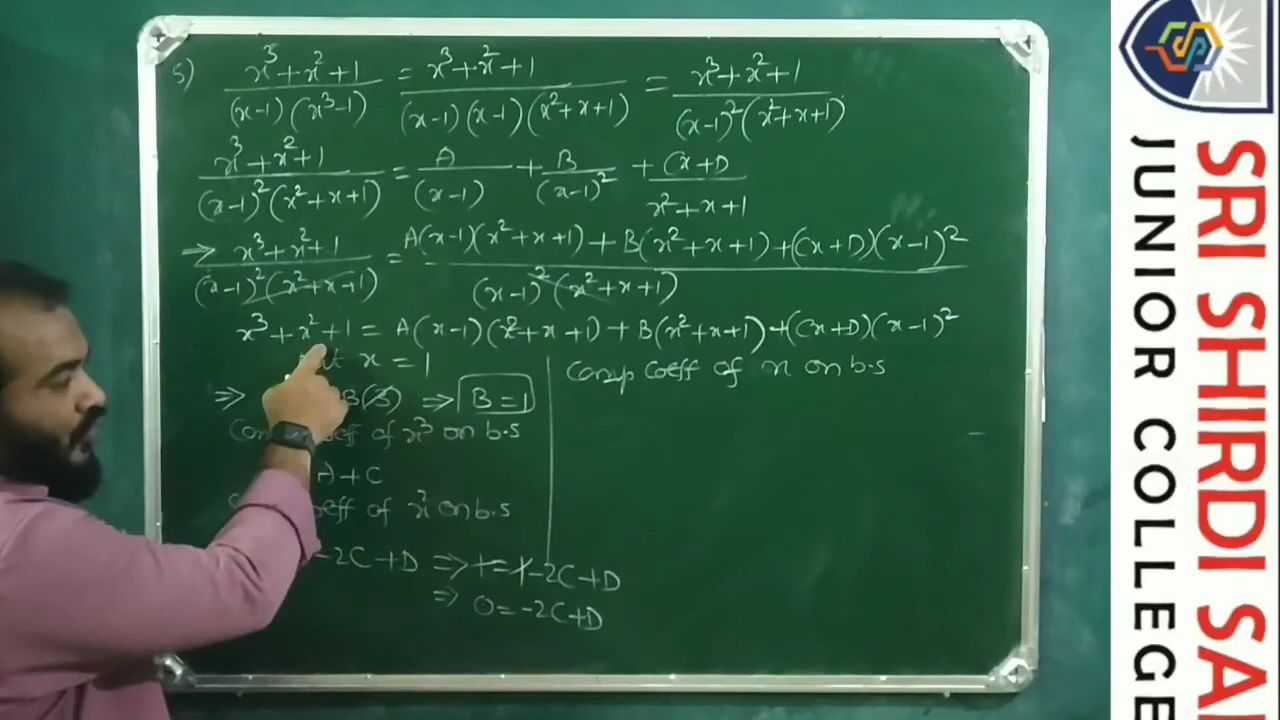 5) x³+x²+1/(x-1)(x³-1) = x³+x²+1/(x-1)(x-1)(x²+x+1) = x³+x²+1/(x-1)²(x²+x+1)
x³+x²+1/(x-1)²(x²+x+1) = A/(x-1) + B/(x-1)² + Cx+D/x²+x+1
⇒ x³+x²+1/(x-1)²(x²+x+1) = A(x-1)(x²+x+1)+B(x²+x+1)+(Cx+D)(x-1)²/(x-1)²(x²+x+1)
x³+x²+1 = A(x-1)(x²+x+1)+B(x²+x+1)+(Cx+D)(x-1)²
x=1
⇒ B(3) ⇒ B=1
coeff of x³ on b.s
A+C
coeff of x² on b.s
-2C+D ⇒ 1=1-2C+D
⇒ 0=-2C+D
comp coeff of x on b.s
SRI SHIRDI SAI
JUNIOR COLLEGE